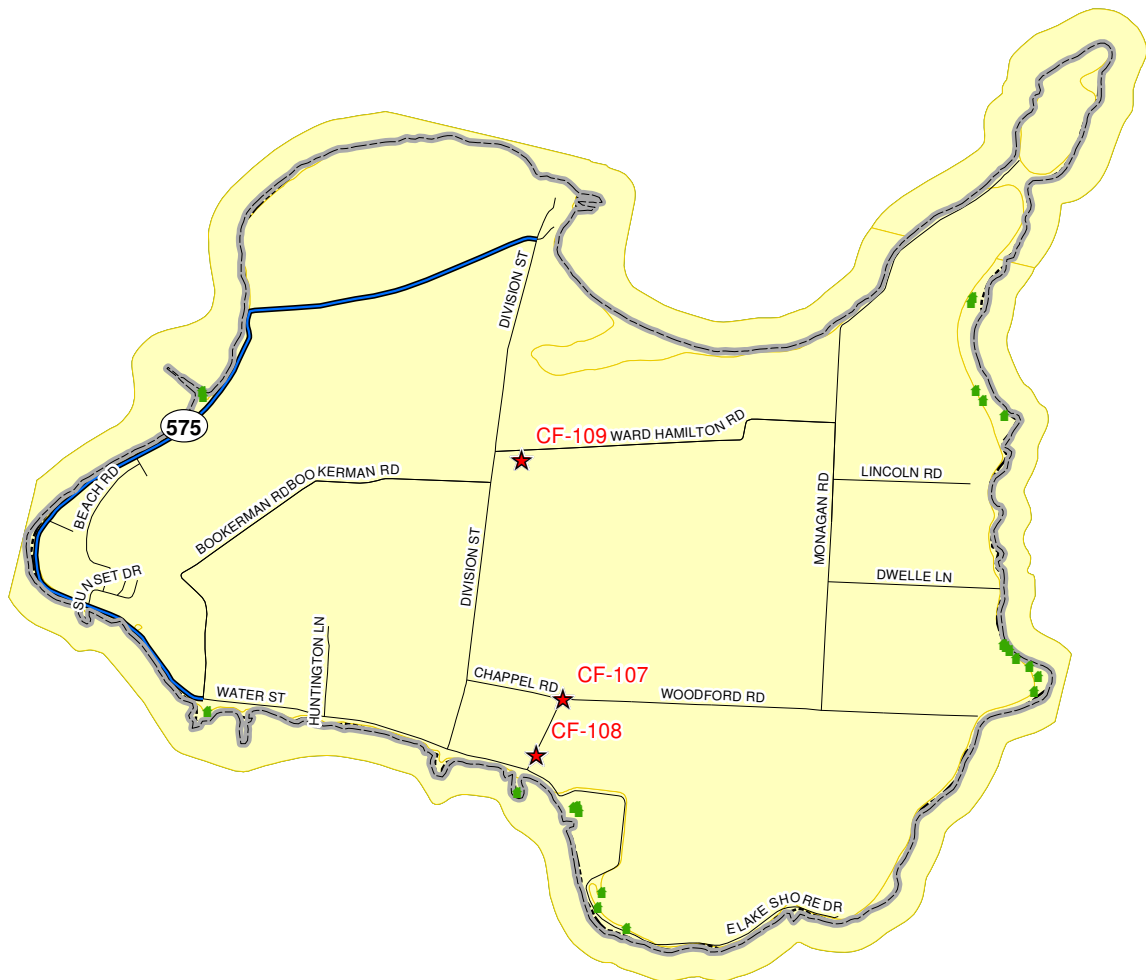 DIVISION ST
575
CF-109
WARD HAMILTON RD
BEACH RD
BOOKERMAN RD
BOOKERMAN RD
LINCOLN RD
MONAGAN RD
DIVISION ST
SUNSET DR
DWELLE LN
HUNTINGTON LN
CHAPPEL RD
CF-107
WATER ST
WOODFORD RD
CF-108
E LAKE SHORE DR